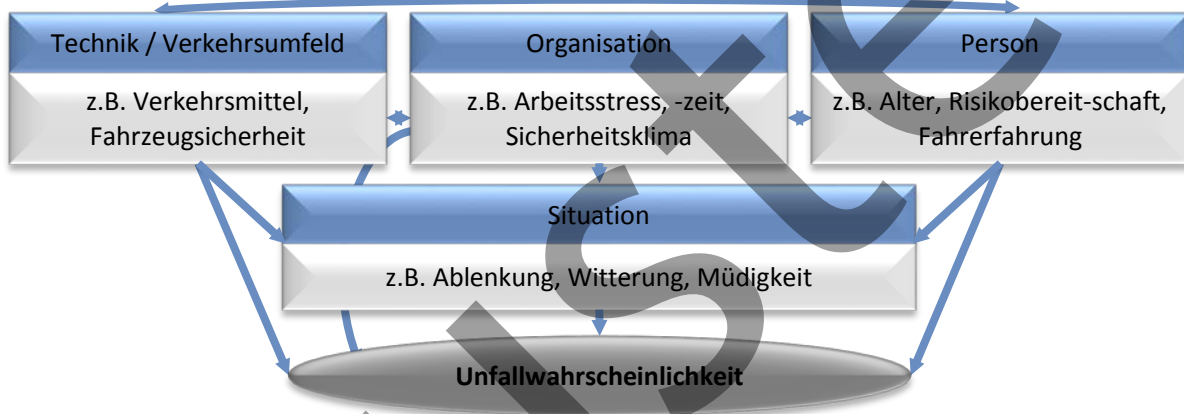 Technik / Verkehrsumfeld
z.B. Verkehrsmittel,
Fahrzeugsicherheit
Organisation
z.B. Arbeitsstress, -zeit,
Sicherheitsklima
Person
z.B. Alter, Risikobereit-schaft,
Fahrerfahrung
Situation
z.B. Ablenkung, Witterung, Müdigkeit
Unfallwahrscheinlichkeit